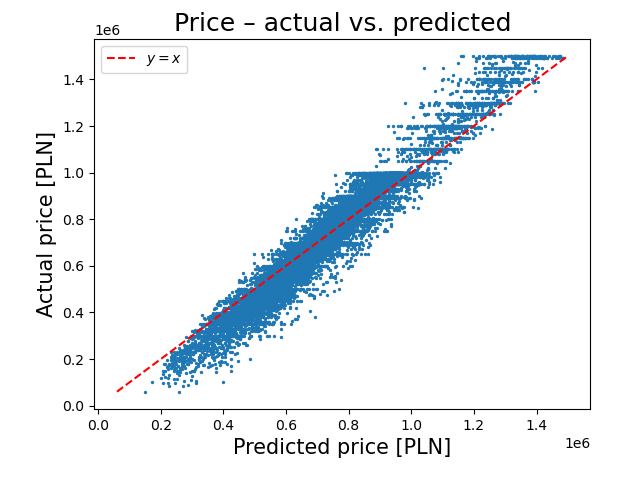 Price – actual vs. predicted
1e6
y = x
1.4
1.2
1.0
0.8
0.6
0.4
0.2
0.0
Actual price [PLN]
0.0 0.2 0.4 0.6 0.8 1.0 1.2 1.4
1e6
Predicted price [PLN]